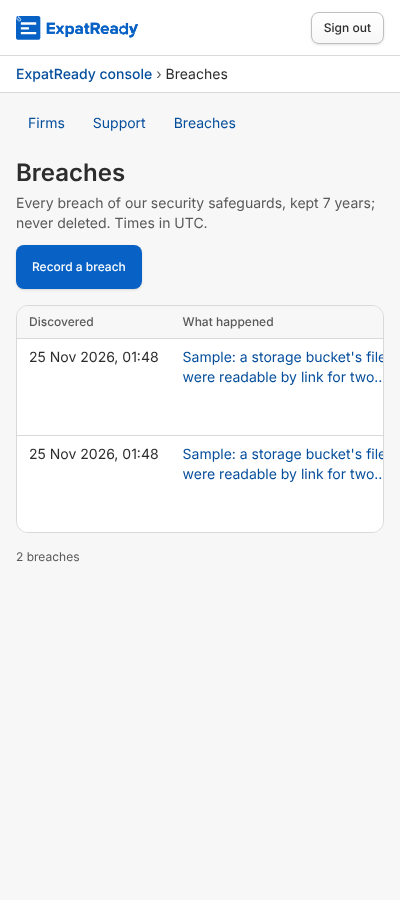 ExpatReady
Sign out
ExpatReady console › Breaches
Firms
Support
Breaches
Breaches
Every breach of our security safeguards, kept 7 years;
never deleted. Times in UTC.
Record a breach
Discovered
What happened
25 Nov 2026, 01:48
Sample: a storage bucket's file
were readable by link for two..
25 Nov 2026, 01:48
Sample: a storage bucket's file
were readable by link for two..
2 breaches